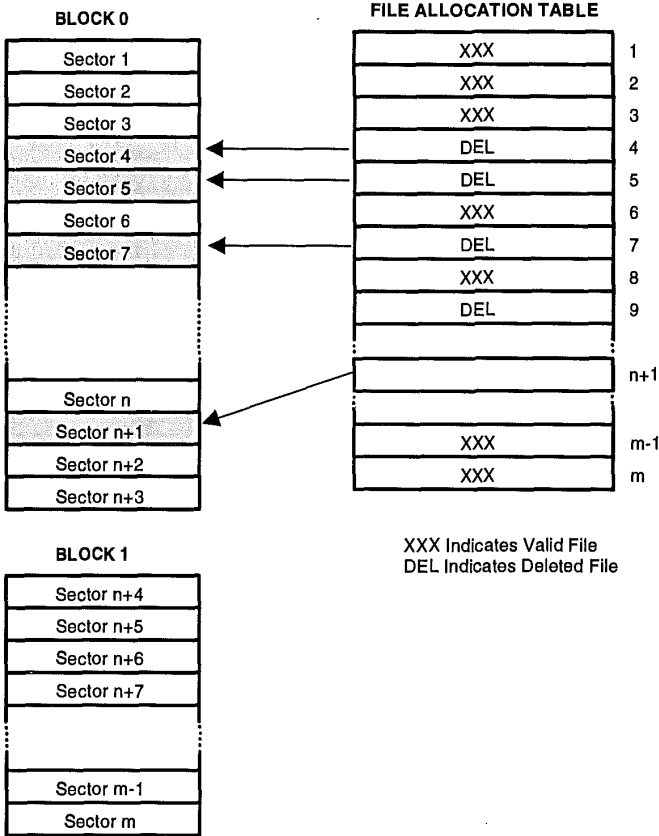 BLOCK 0
Sector 1
Sector 2
Sector 3
Sector 4
Sector 5
Sector 6
Sector 7
Sector n
Sector n+1
Sector n+2
Sector n+3
BLOCK 1
Sector n+4
Sector n+5
Sector n+6
Sector n+7
Sector m-1
Sector m
FILE ALLOCATION TABLE
XXX 1
XXX 2
XXX 3
DEL 4
DEL 5
XXX 6
DEL 7
XXX 8
DEL 9
n+1
XXX m-1
XXX m
XXX Indicates Valid File
DEL Indicates Deleted File